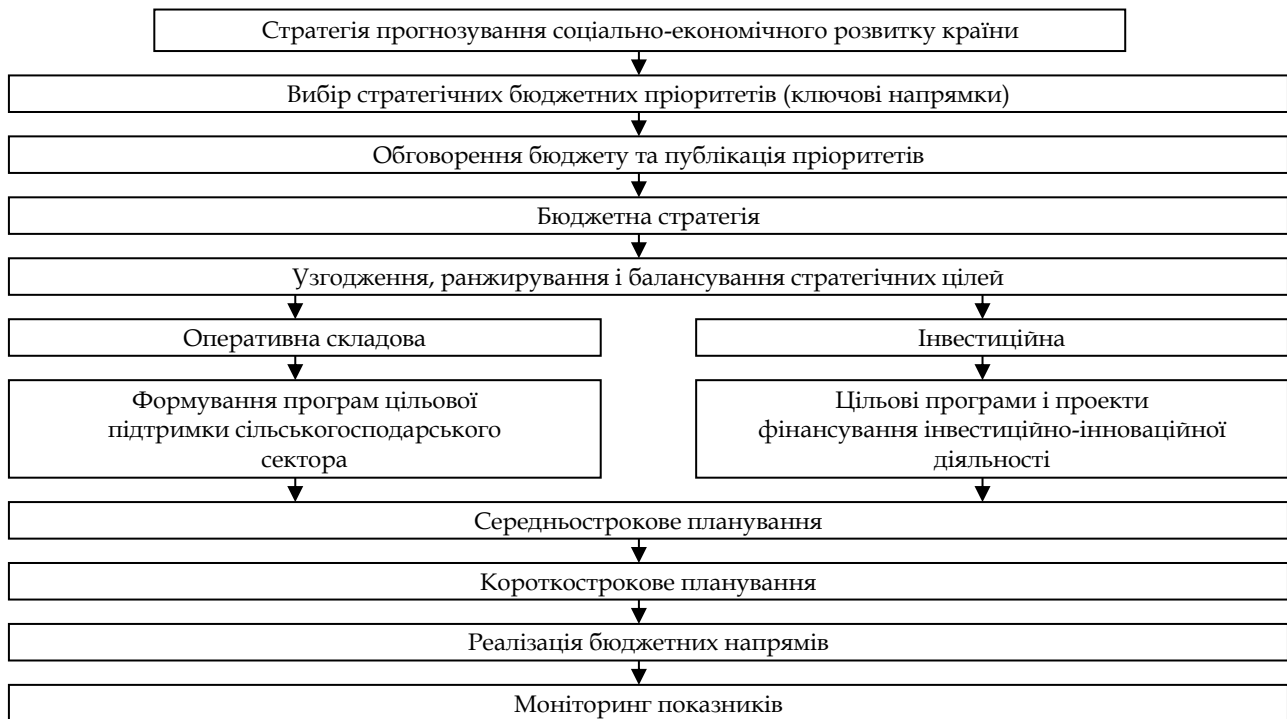 Стратегія прогнозування соціально-економічного розвитку країни
Вибір стратегічних бюджетних пріоритетів (ключові напрямки)
Обговорення бюджету та публікація пріоритетів
Бюджетна стратегія
Узгодження, ранжирування і балансування стратегічних цілей
Оперативна складова
Інвестиційна
Формування програм цільової
підтримки сільськогосподарського
сектора
Цільові програми і проекти
фінансування інвестиційно-інноваційної
діяльності
Середньострокове планування
Короткострокове планування
Реалізація бюджетних напрямів
Моніторинг показників